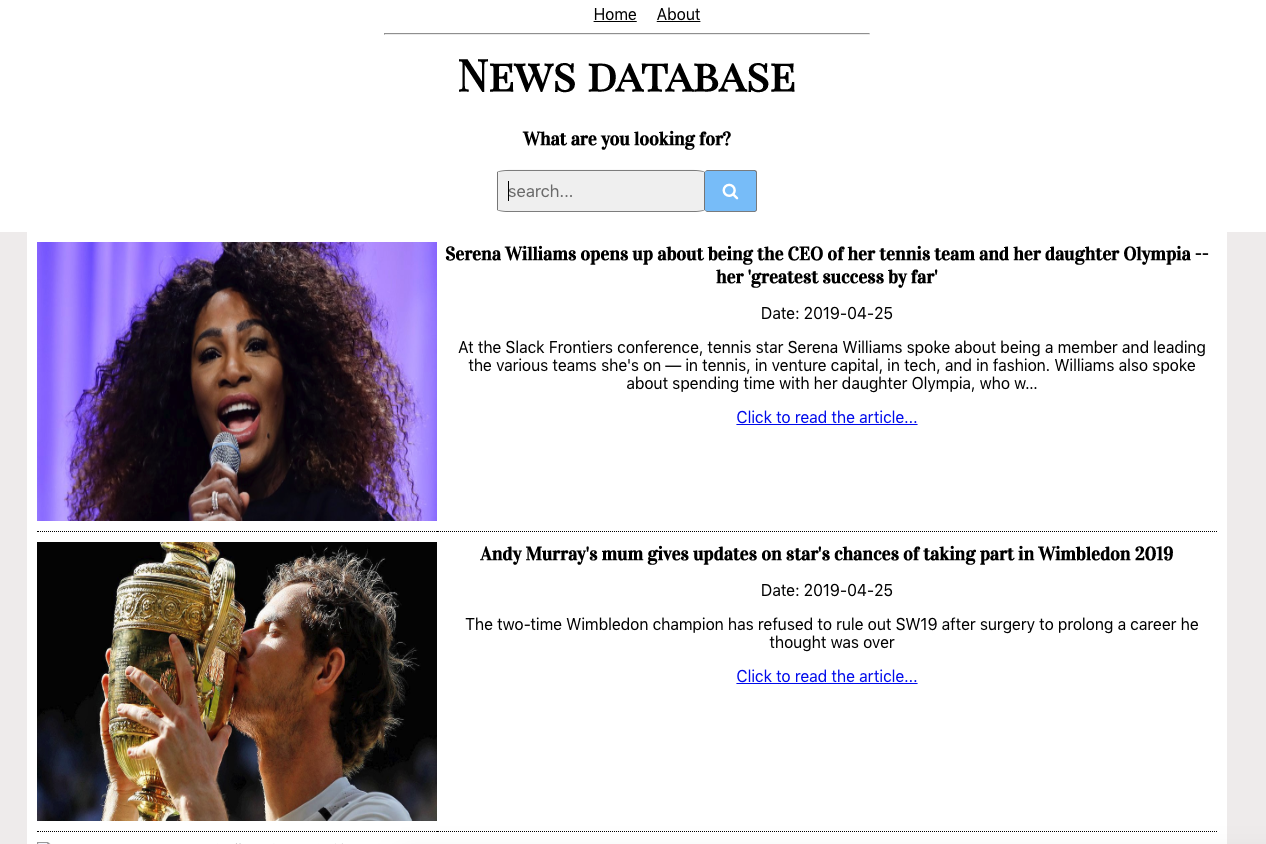 Home About
NEWS DATABASE
What are you looking for?
search...
Serena Williams opens up about being the CEO of her tennis team and her daughter Olympia --
her 'greatest success by far'
Date: 2019-04-25
At the Slack Frontiers conference, tennis star Serena Williams spoke about being a member and leading
the various teams she's on — in tennis, in venture capital, in tech, and in fashion. Williams also spoke
about spending time with her daughter Olympia, who w...
Click to read the article...
Andy Murray's mum gives updates on star's chances of taking part in Wimbledon 2019
Date: 2019-04-25
The two-time Wimbledon champion has refused to rule out SW19 after surgery to prolong a career he
thought was over
Click to read the article...